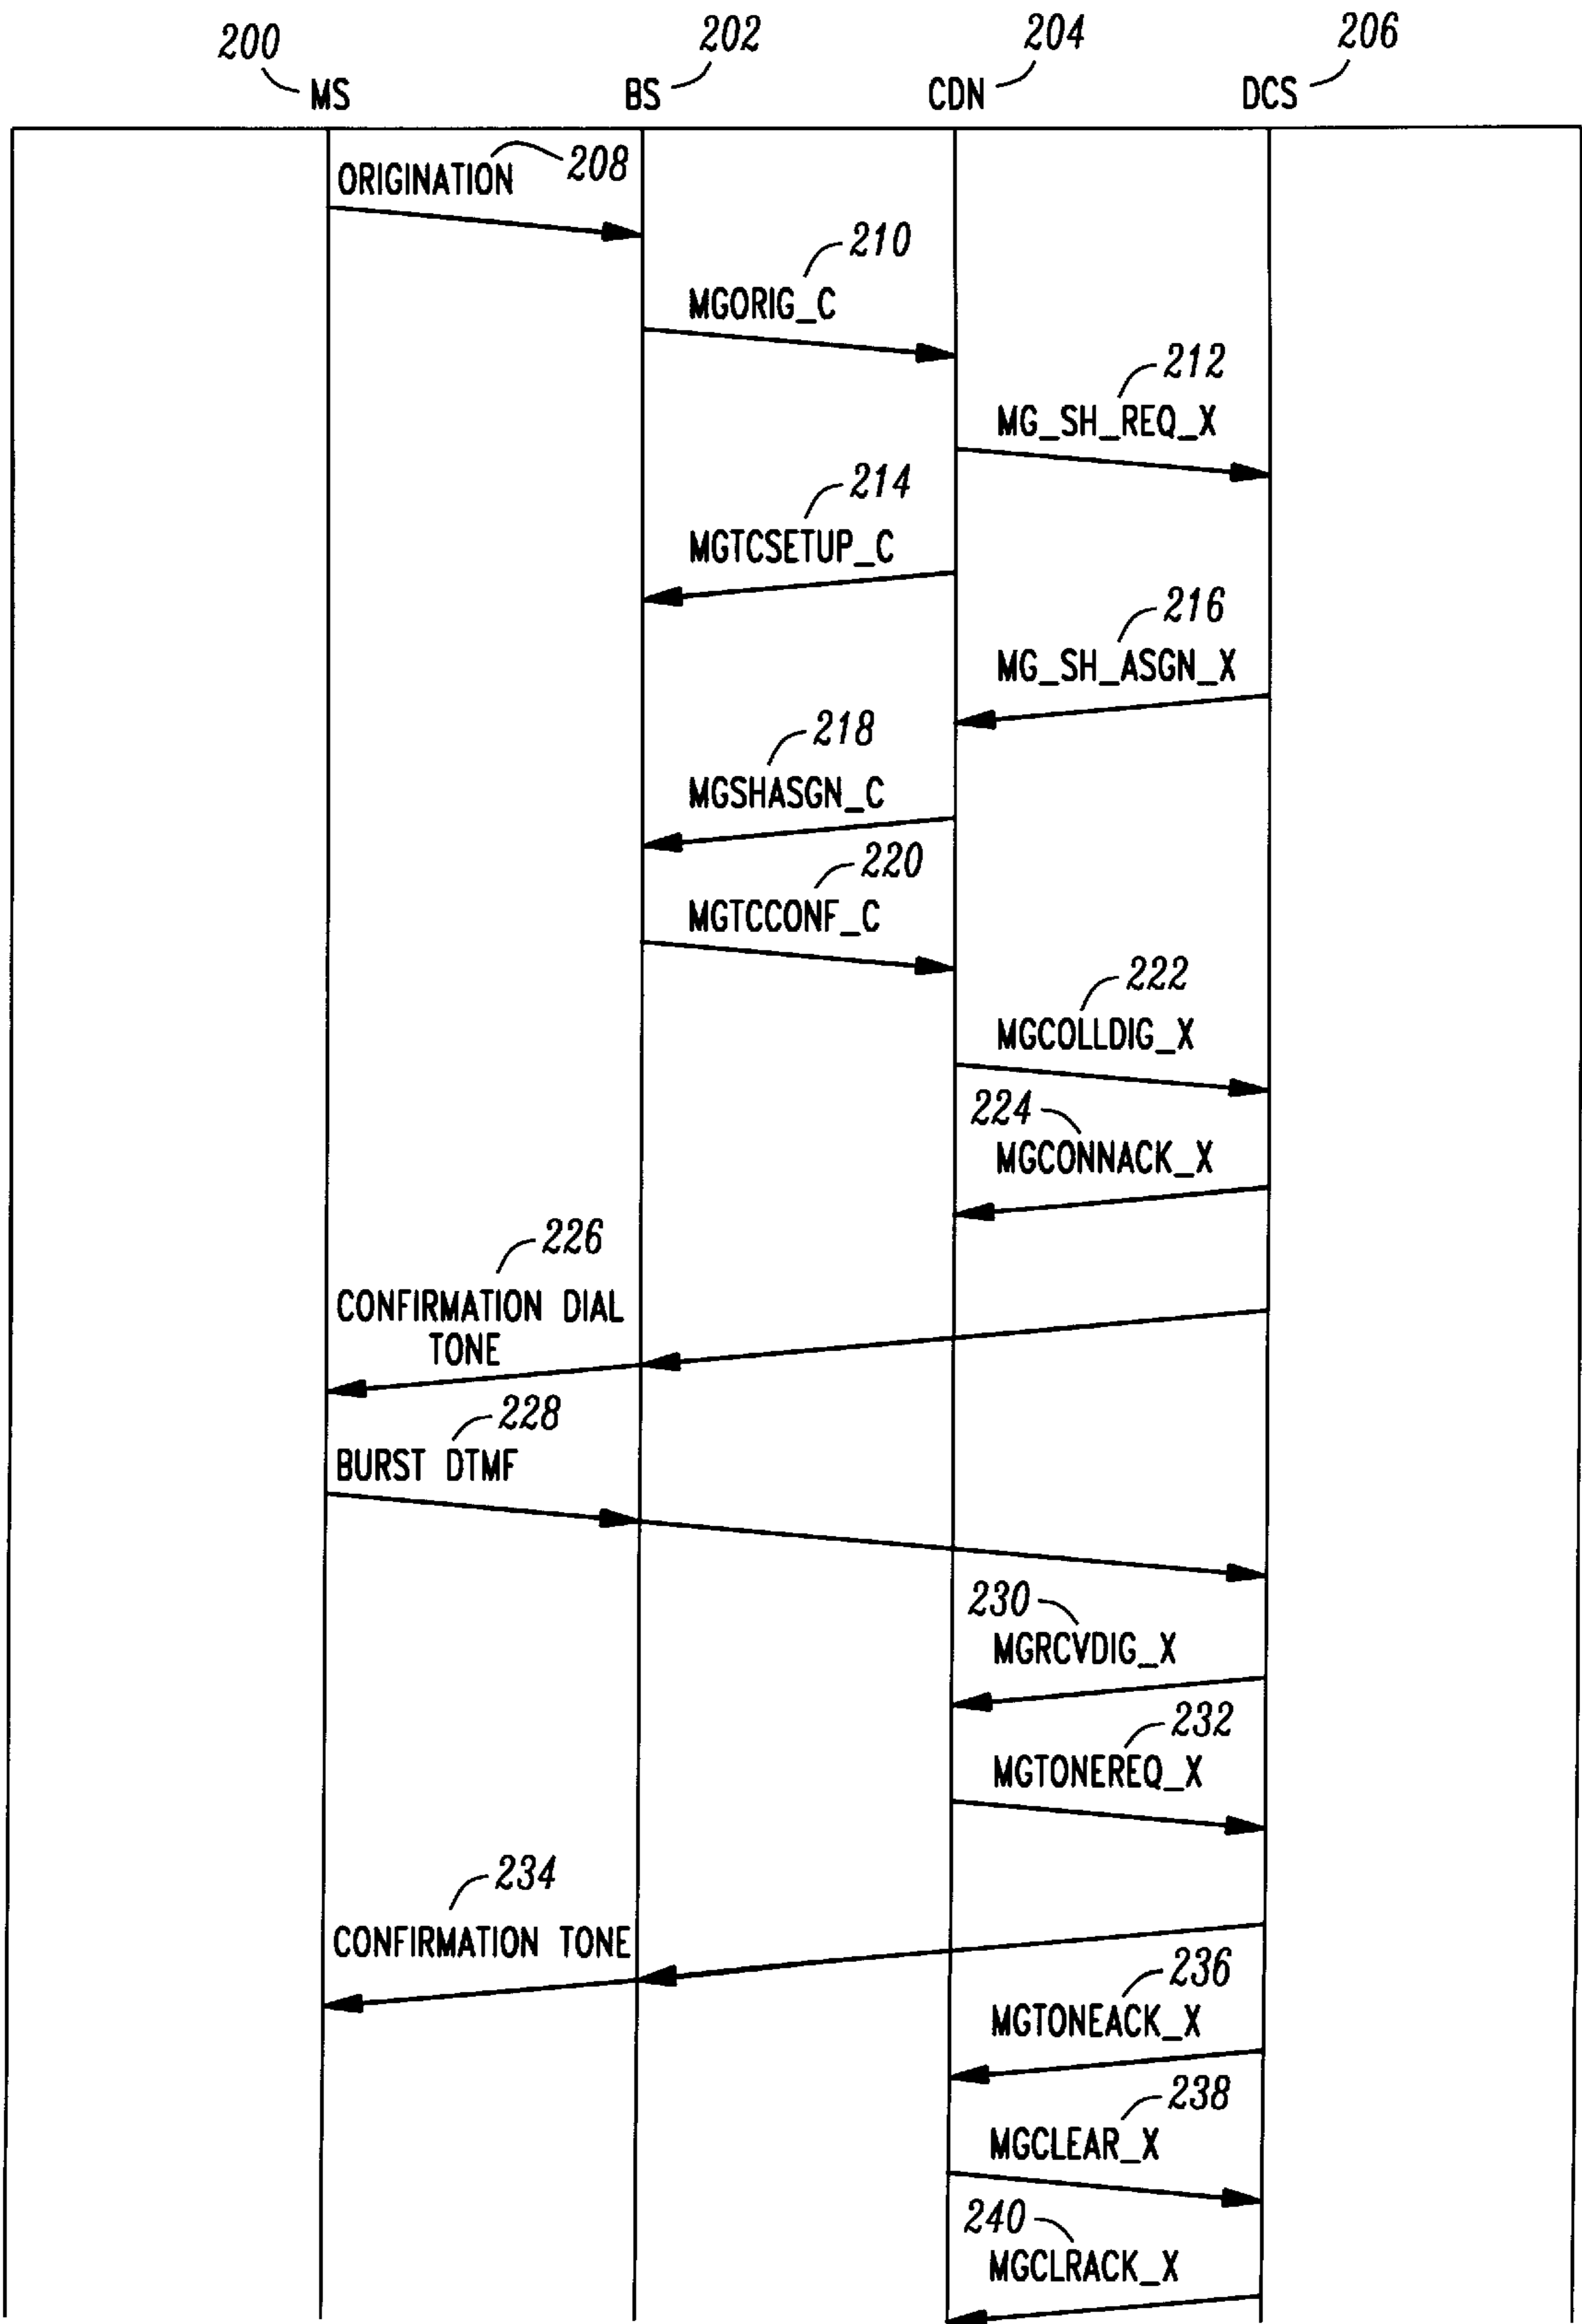 200 202 204 206
MS BS CDN DCS
ORIGINATION 208
210
MGORIG_C
212
MG_SH_REQ_X
214
MGTCSETUP_C
216
MG_SH_ASGN_X
218
MGSHASGN_C
220
MGTCCONF_C
222
MGCOLLDIG_X
224
MGCONNACK_X
226
CONFIRMATION DIAL
TONE
228
BURST DTMF
230
MGRCVDIG_X
232
MGTONEREQ_X
234
CONFIRMATION TONE
236
MGTONEACK_X
238
MGCLEAR_X
240
MGCLRACK_X